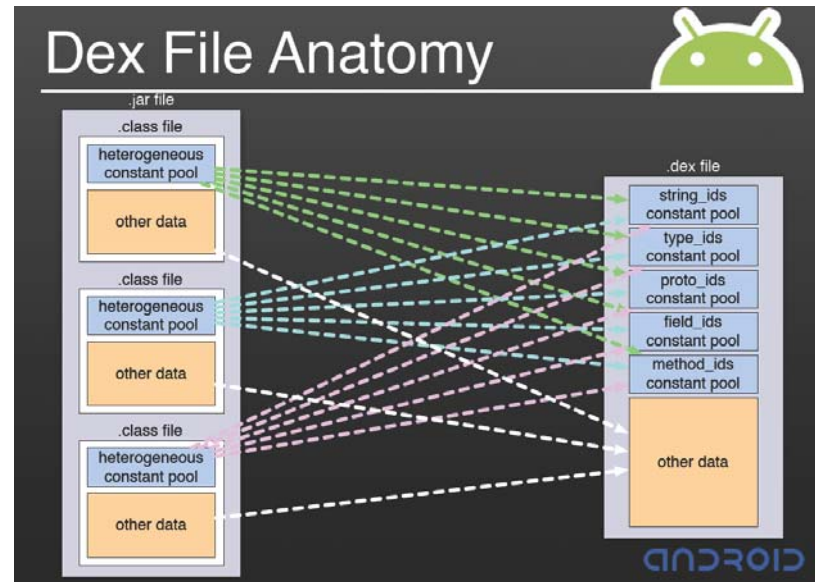 Dex File Anatomy
.jar file
.class file
heterogeneous
constant pool
other data
.class file
heterogeneous
constant pool
other data
.class file
heterogeneous
constant pool
other data
.dex file
string_ids
constant pool
type_ids
constant pool
proto_ids
constant pool
field_ids
constant pool
method_ids
constant pool
other data
ANDROID